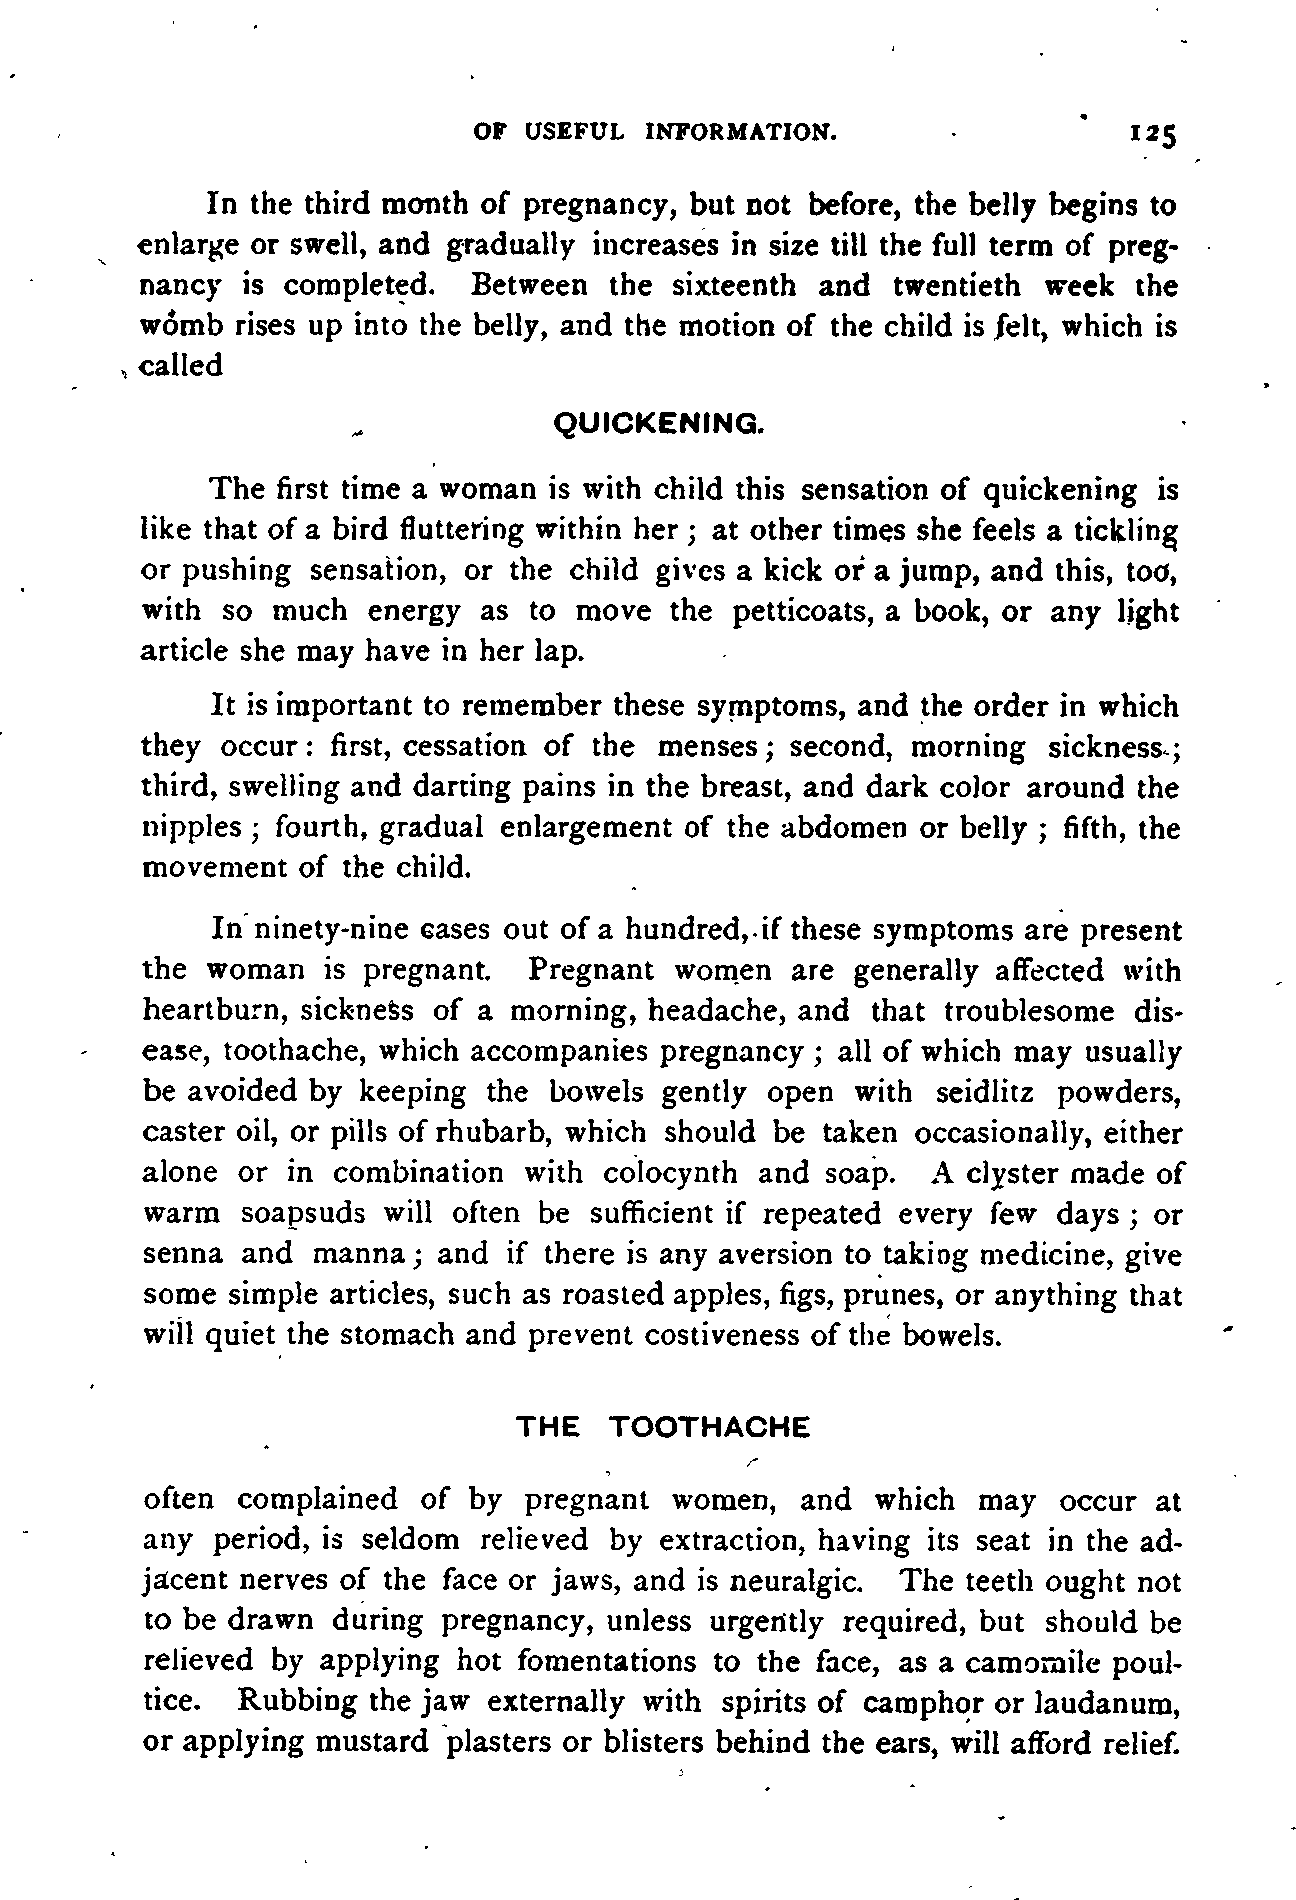 OF USEFUL INFORMATION. 125
In the third month of pregnancy, but not before, the belly begins to
enlarge or swell, and gradually increases in size till the full term of preg-
nancy is completed. Between the sixteenth and twentieth week the
womb rises up into the belly, and the motion of the child is felt, which is
called
QUICKENING.
The first time a woman is with child this sensation of quickening is
like that of a bird fluttering within her ; at other times she feels a tickling
or pushing sensation, or the child gives a kick or a jump, and this, too,
with so much energy as to move the petticoats, a book, or any light
article she may have in her lap.
It is important to remember these symptoms, and the order in which
they occur : first, cessation of the menses ; second, morning sickness ;
third, swelling and darting pains in the breast, and dark color around the
nipples ; fourth, gradual enlargement of the abdomen or belly ; fifth, the
movement of the child.
In ninety-nine cases out of a hundred, if these symptoms are present
the woman is pregnant. Pregnant women are generally affected with
heartburn, sickness of a morning, headache, and that troublesome dis-
ease, toothache, which accompanies pregnancy ; all of which may usually
be avoided by keeping the bowels gently open with seidlitz powders,
caster oil, or pills of rhubarb, which should be taken occasionally, either
alone or in combination with colocynth and soap. A clyster made of
warm soapsuds will often be sufficient if repeated every few days ; or
senna and manna ; and if there is any aversion to taking medicine, give
some simple articles, such as roasted apples, figs, prunes, or anything that
will quiet the stomach and prevent costiveness of the bowels.
THE TOOTHACHE
often complained of by pregnant women, and which may occur at
any period, is seldom relieved by extraction, having its seat in the ad-
jacent nerves of the face or jaws, and is neuralgic. The teeth ought not
to be drawn during pregnancy, unless urgently required, but should be
relieved by applying hot fomentations to the face, as a camomile poul-
tice. Rubbing the jaw externally with spirits of camphor or laudanum,
or applying mustard plasters or blisters behind the ears, will afford relief.